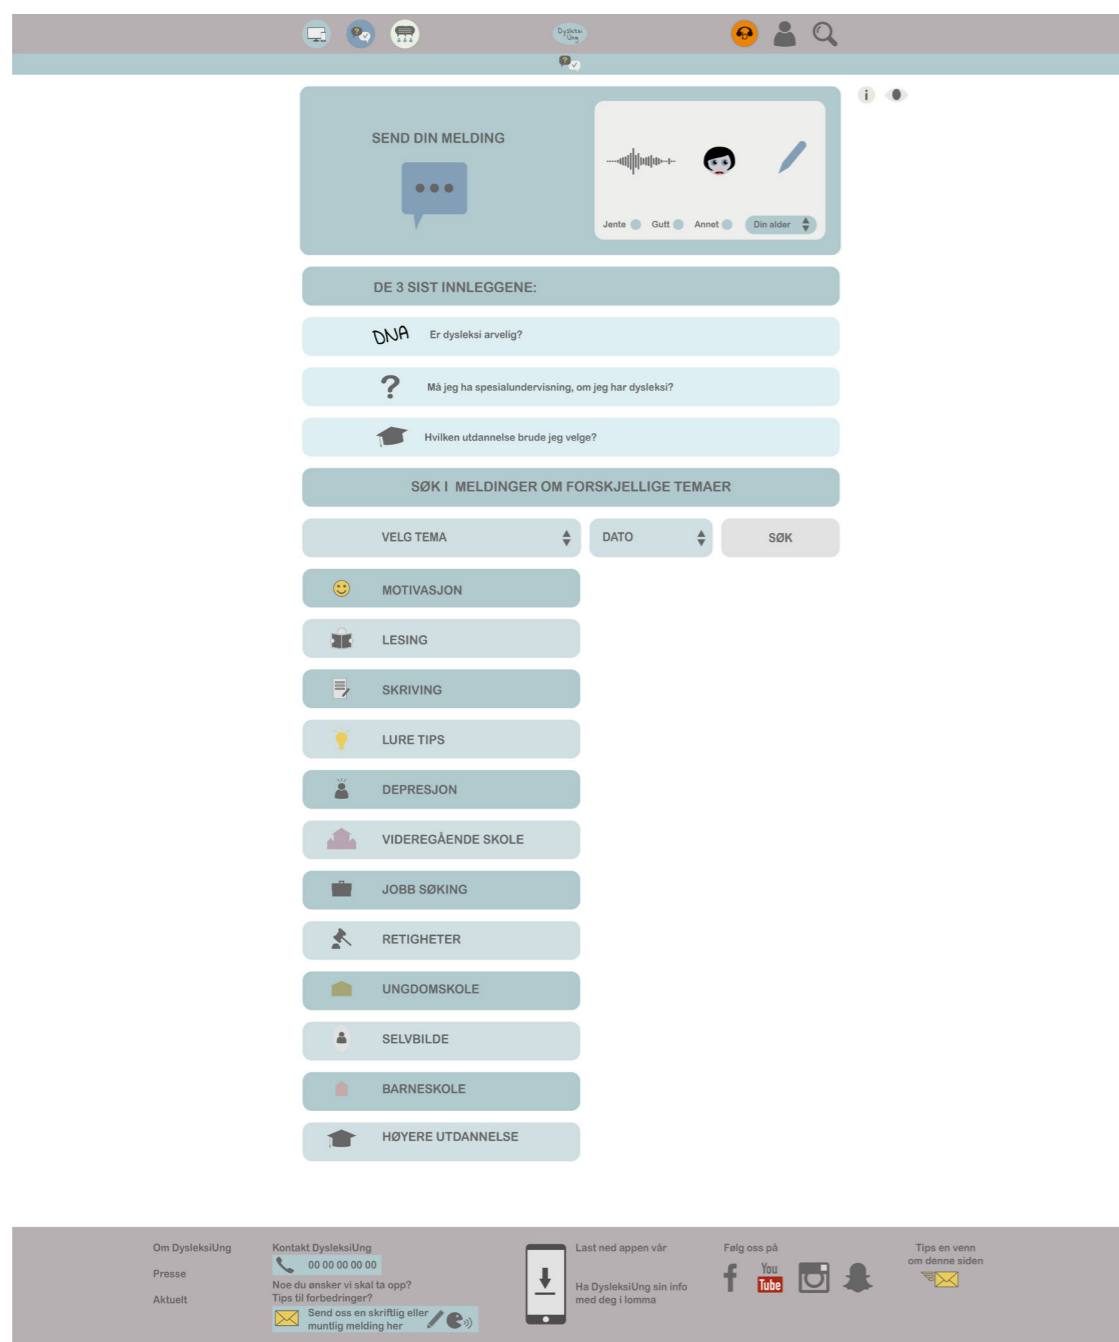 Dysleksi
Ung
SEND DIN MELDING
Jente Gutt Annet Din alder
DE 3 SIST INNLEGGENE:
DNA Er dysleksi arvelig?
? Må jeg ha spesialundervisning, om jeg har dysleksi?
Hvilken utdannelse brude jeg velge?
SØK I MELDINGER OM FORSKJELLIGE TEMAER
VELG TEMA DATO SØK
MOTIVASJON
LESING
SKRIVING
LURE TIPS
DEPRESJON
VIDEREGÅENDE SKOLE
JOBB SØKING
RETIGHETER
UNGDOMSKOLE
SELVBILDE
BARNESKOLE
HØYERE UTDANNELSE
Om DysleksiUng
Presse
Aktuelt
Kontakt DysleksiUng
00 00 00 00 00
Noe du ønsker vi skal ta opp?
Tips til forbedringer?
Send oss en skriftlig eller
muntlig melding her
Last ned appen vår
Ha DysleksiUng sin info
med deg i lomma
Følg oss på
You
Tube
Tips en venn
om denne siden